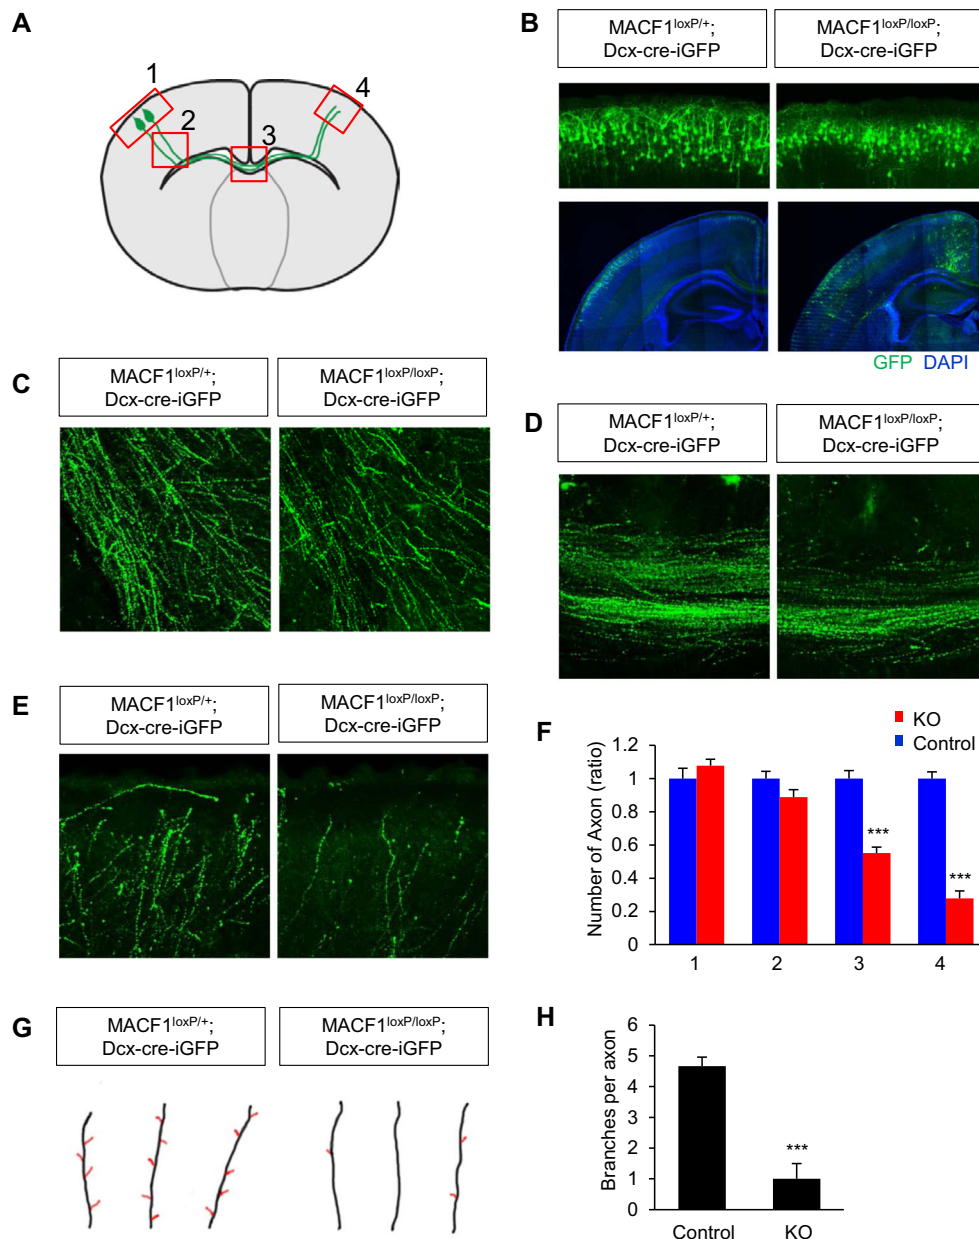 A
1
2
3
4
B
MACF1loxP/+;
Dcx-cre-iGFP
MACF1loxP/loxP;
Dcx-cre-iGFP
GFP DAPI
C
MACF1loxP/+;
Dcx-cre-iGFP
MACF1loxP/loxP;
Dcx-cre-iGFP
D
MACF1loxP/+;
Dcx-cre-iGFP
MACF1loxP/loxP;
Dcx-cre-iGFP
E
MACF1loxP/+;
Dcx-cre-iGFP
MACF1loxP/loxP;
Dcx-cre-iGFP
F
KO
Control
Number of Axon (ratio)
1.2
1
0.8
0.6
0.4
0.2
0
***
***
1 2 3 4
G
MACF1loxP/+;
Dcx-cre-iGFP
MACF1loxP/loxP;
Dcx-cre-iGFP
H
Branches per axon
6
5
4
3
2
1
0
***
Control KO